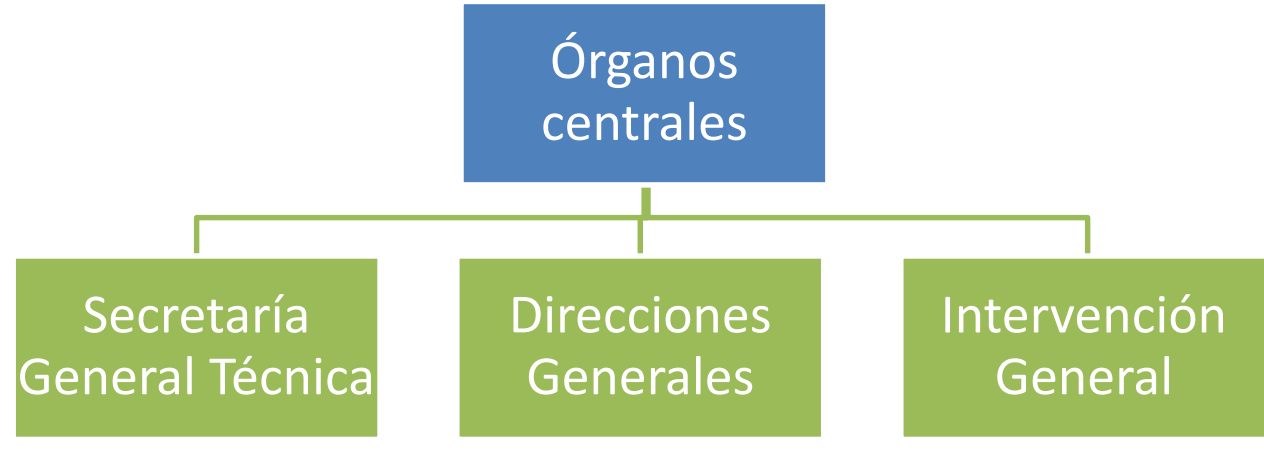 Órganos
centrales
Secretaría
General Técnica
Direcciones
Generales
Intervención
General